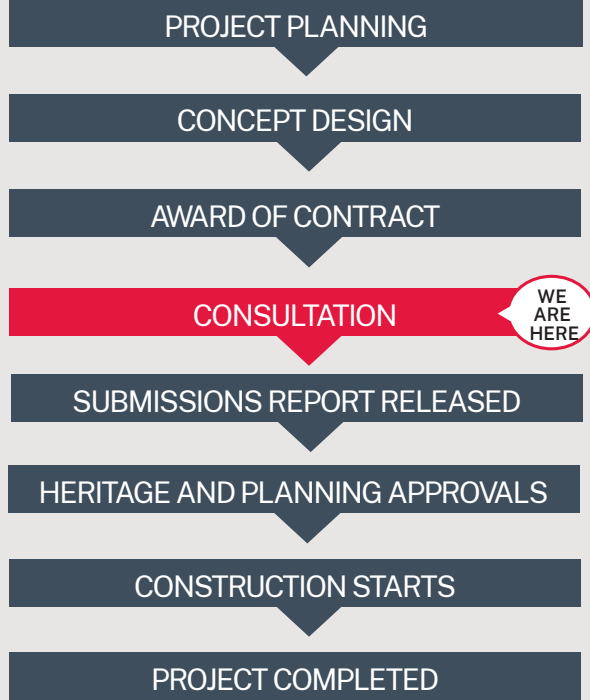 PROJECT PLANNING
CONCEPT DESIGN
AWARD OF CONTRACT
CONSULTATION
WE
ARE
HERE
SUBMISSIONS REPORT RELEASED
HERITAGE AND PLANNING APPROVALS
CONSTRUCTION STARTS
PROJECT COMPLETED